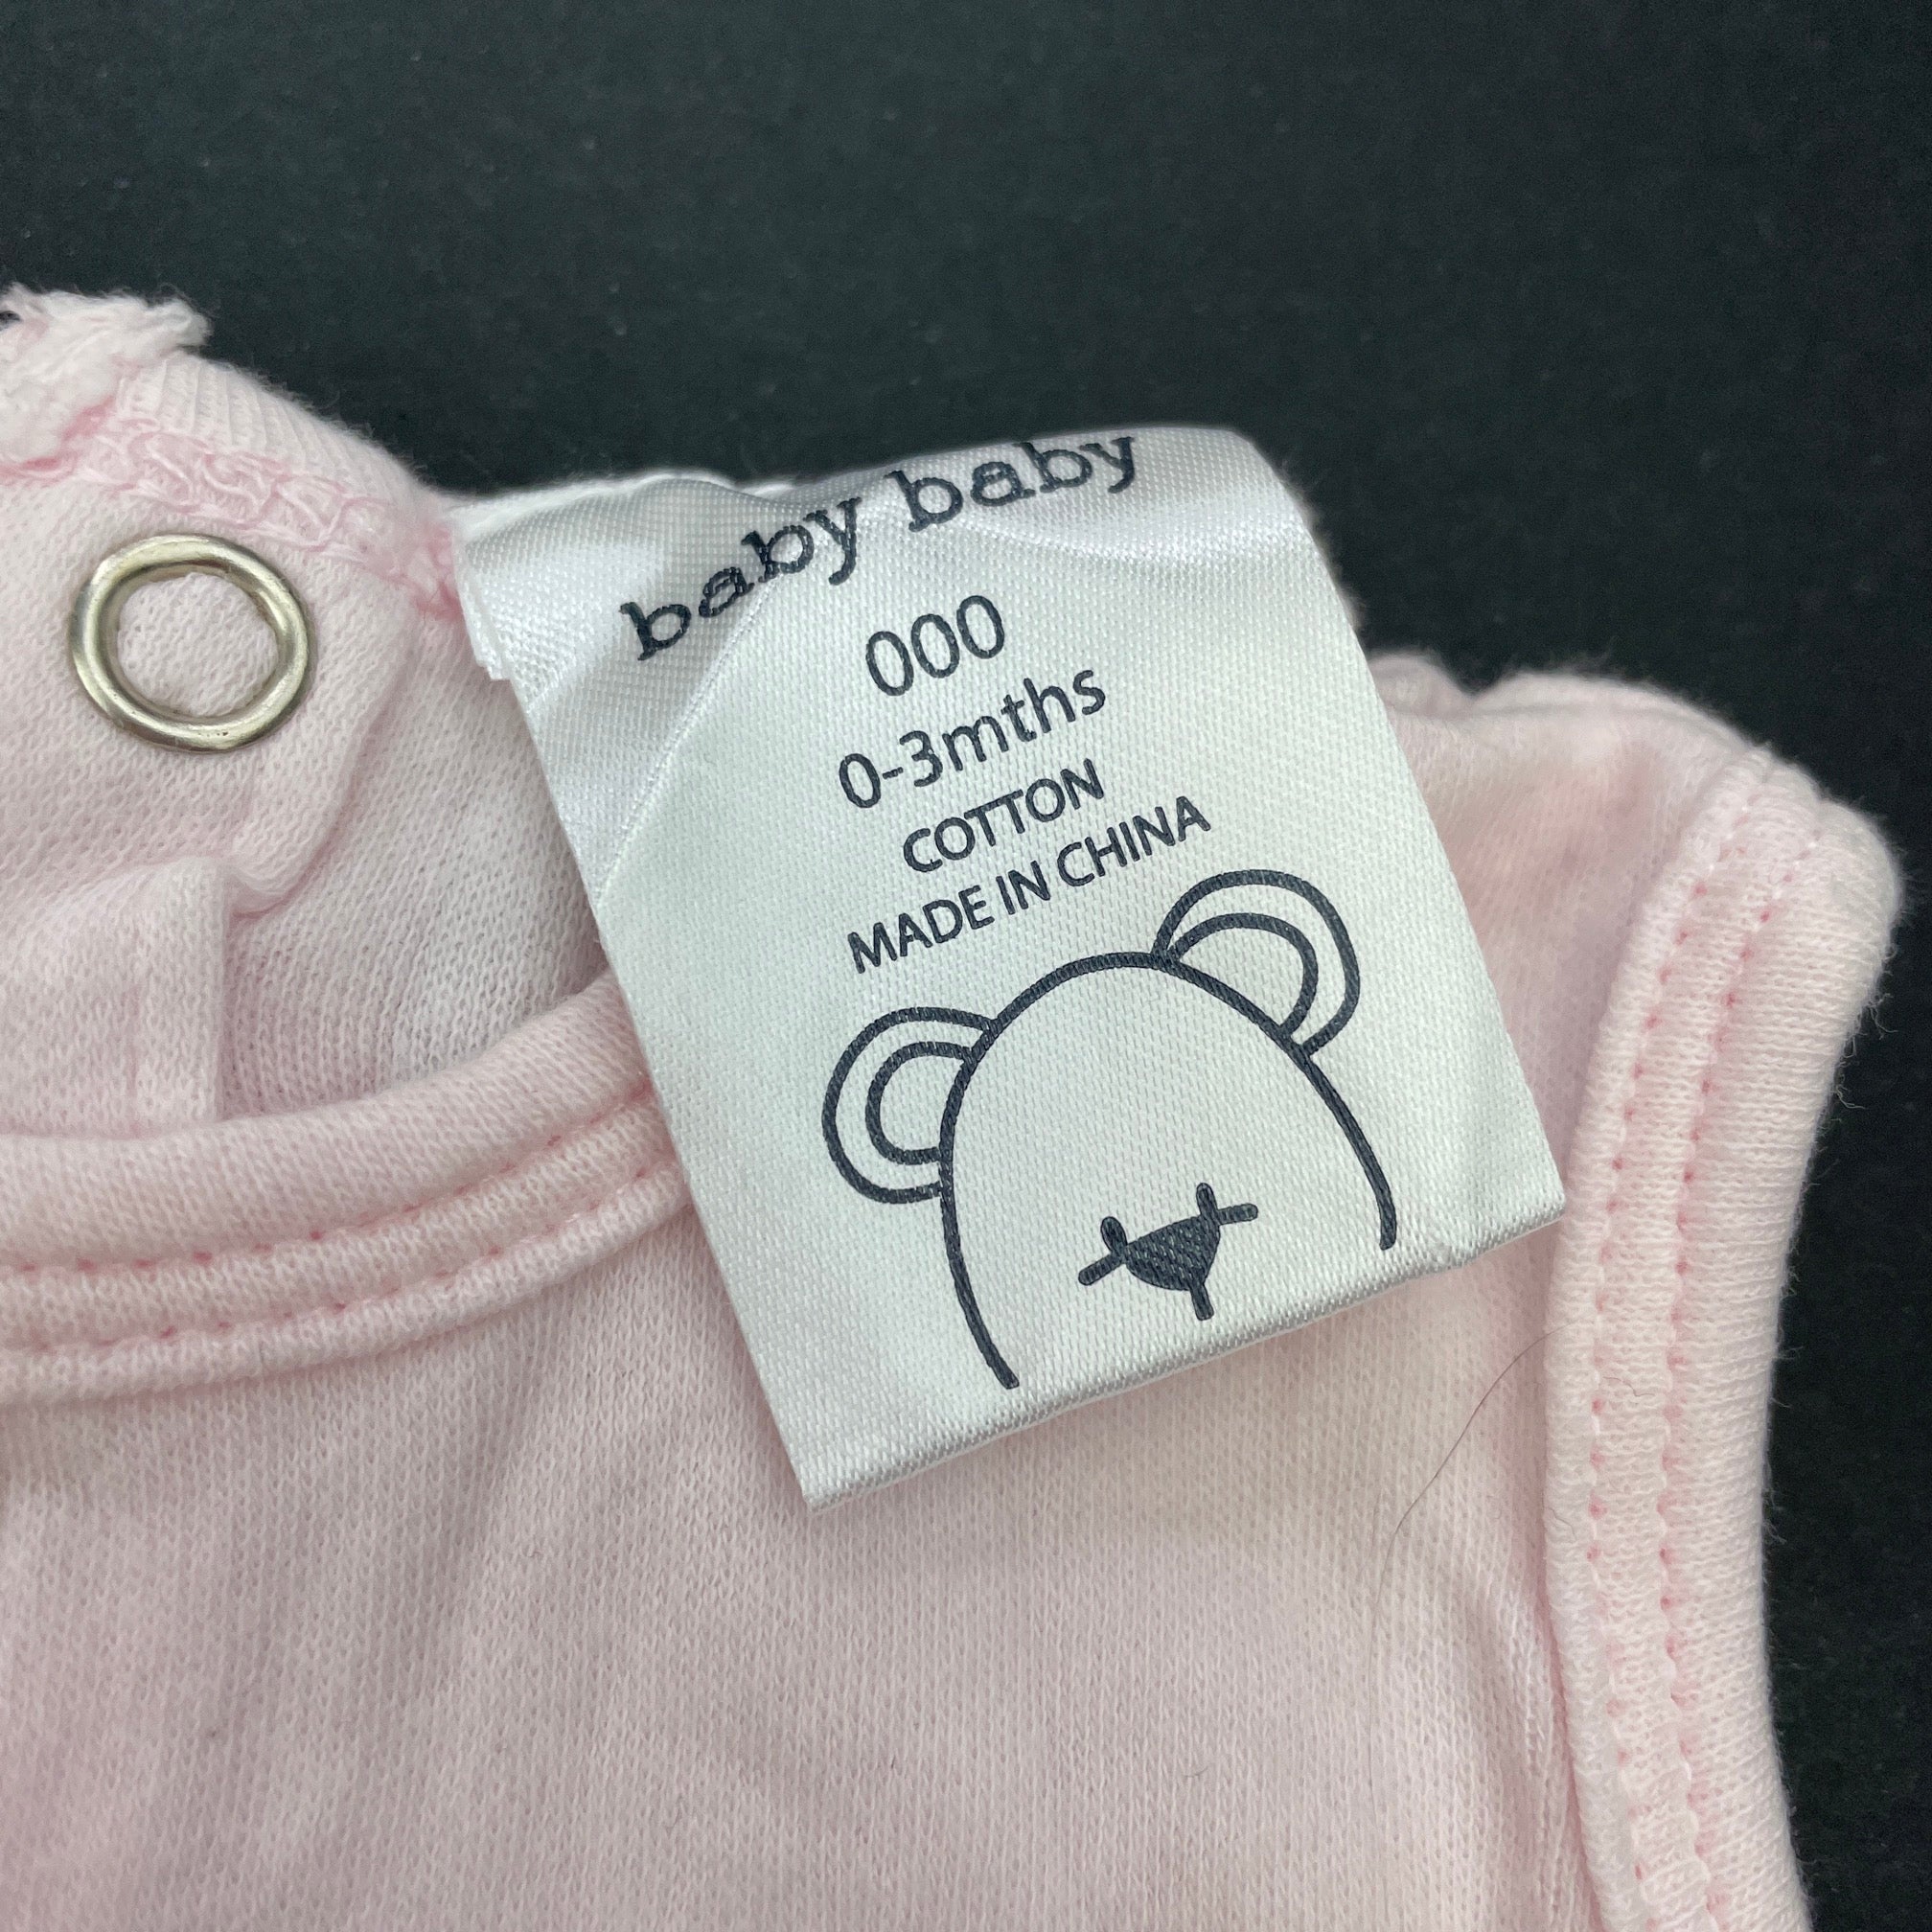 baby baby
000
0-3mths
COTTON
MADE IN CHINA